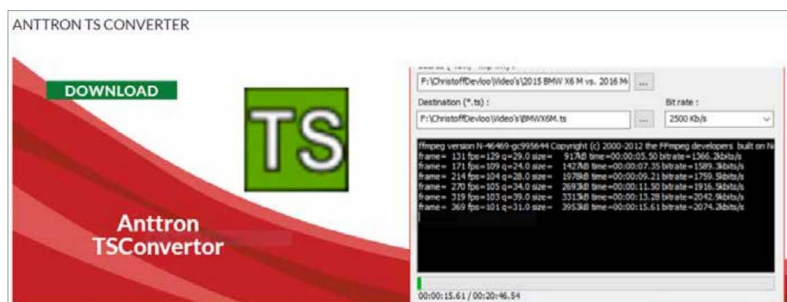 ANTTRON TS CONVERTER
DOWNLOAD
TS
Anttron
TSConvertor
F:\ChristoffDevloo\Video's\2015 BMW X6 M vs. 2016 M
...
Destination (*.ts) :
Bit rate :
F:\ChristoffDevloo\Video's\BMWX6M.ts
...
2500 Kb/s
ffmpeg version N-46469-gc995644 Copyright (c) 2000-2012 the FFmpeg developers built on N
frame= 131 fps=129 q=29.0 size= 917kB time=00:00:05.50 bitrate=1366.2kbits/s
frame= 171 fps=109 q=24.0 size= 1427kB time=00:00:07.35 bitrate=1589.3kbits/s
frame= 214 fps=104 q=28.0 size= 1978kB time=00:00:09.21 bitrate=1759.5kbits/s
frame= 270 fps=105 q=34.0 size= 2693kB time=00:00:11.50 bitrate=1916.5kbits/s
frame= 319 fps=103 q=39.0 size= 3313kB time=00:00:13.28 bitrate=2042.9kbits/s
frame= 369 fps=101 q=31.0 size= 3953kB time=00:00:15.61 bitrate=2074.2kbits/s
00:00:15.61 / 00:20:46.54